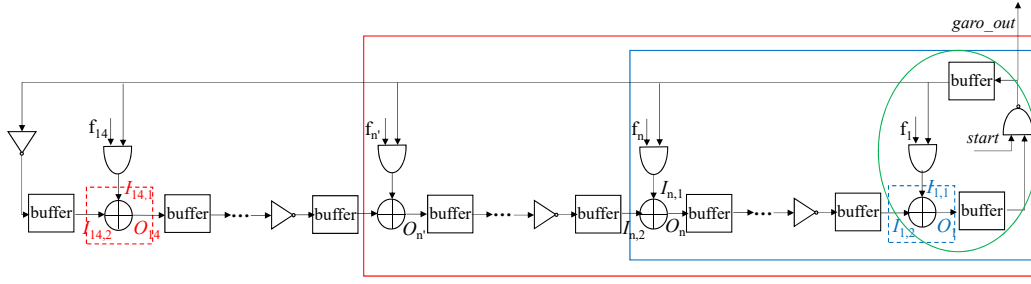 garo_out
buffer
f14
fn'
fn
f1
start
I14,1
In,1
I1,1
buffer
buffer
buffer
buffer
buffer
buffer
buffer
buffer
I14,2
O14
On'
In,2
On
I1,2
O1